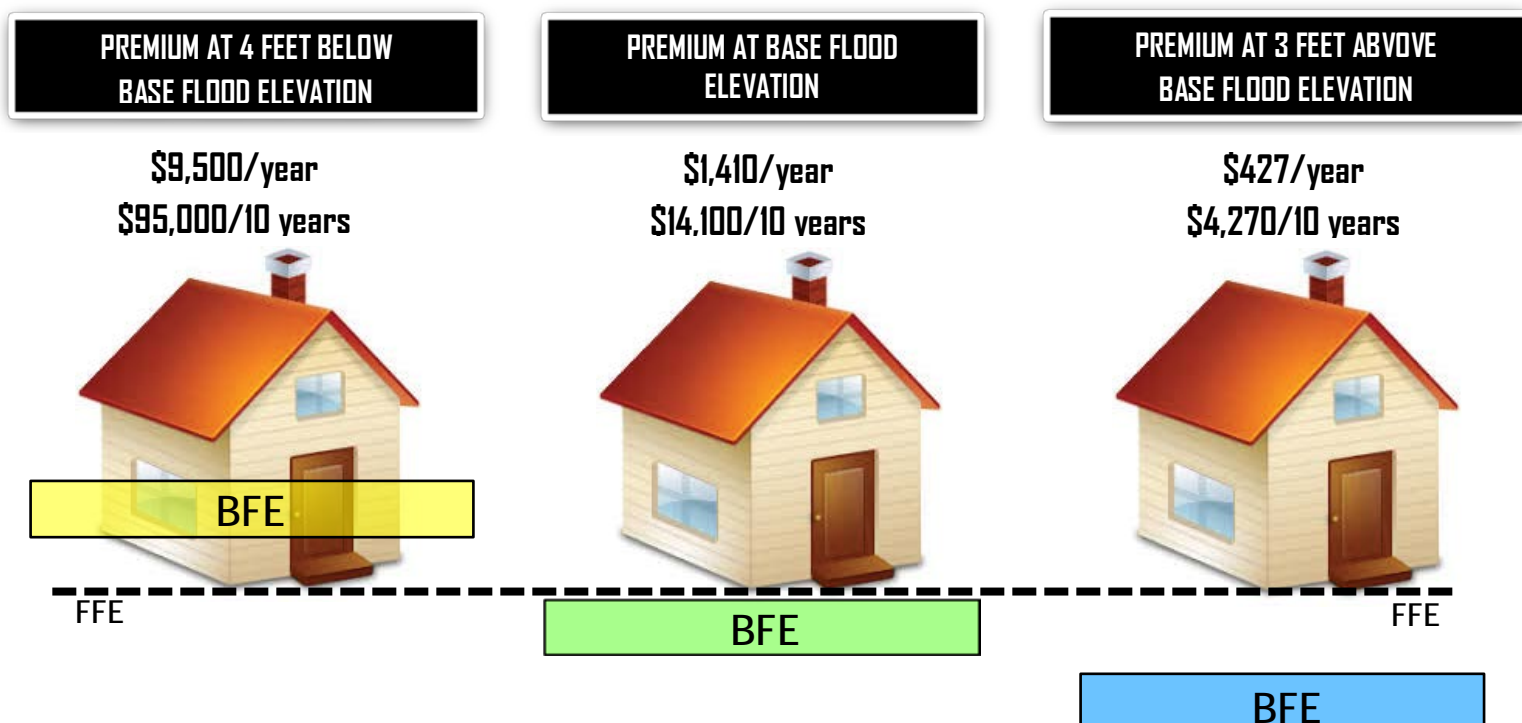 PREMIUM AT 4 FEET BELOW
BASE FLOOD ELEVATION
$9,500/year
$95,000/10 years
PREMIUM AT BASE FLOOD
ELEVATION
$1,410/year
$14,100/10 years
PREMIUM AT 3 FEET ABVOVE
BASE FLOOD ELEVATION
$427/year
$4,270/10 years
BFE
FFE
BFE
FFE
BFE